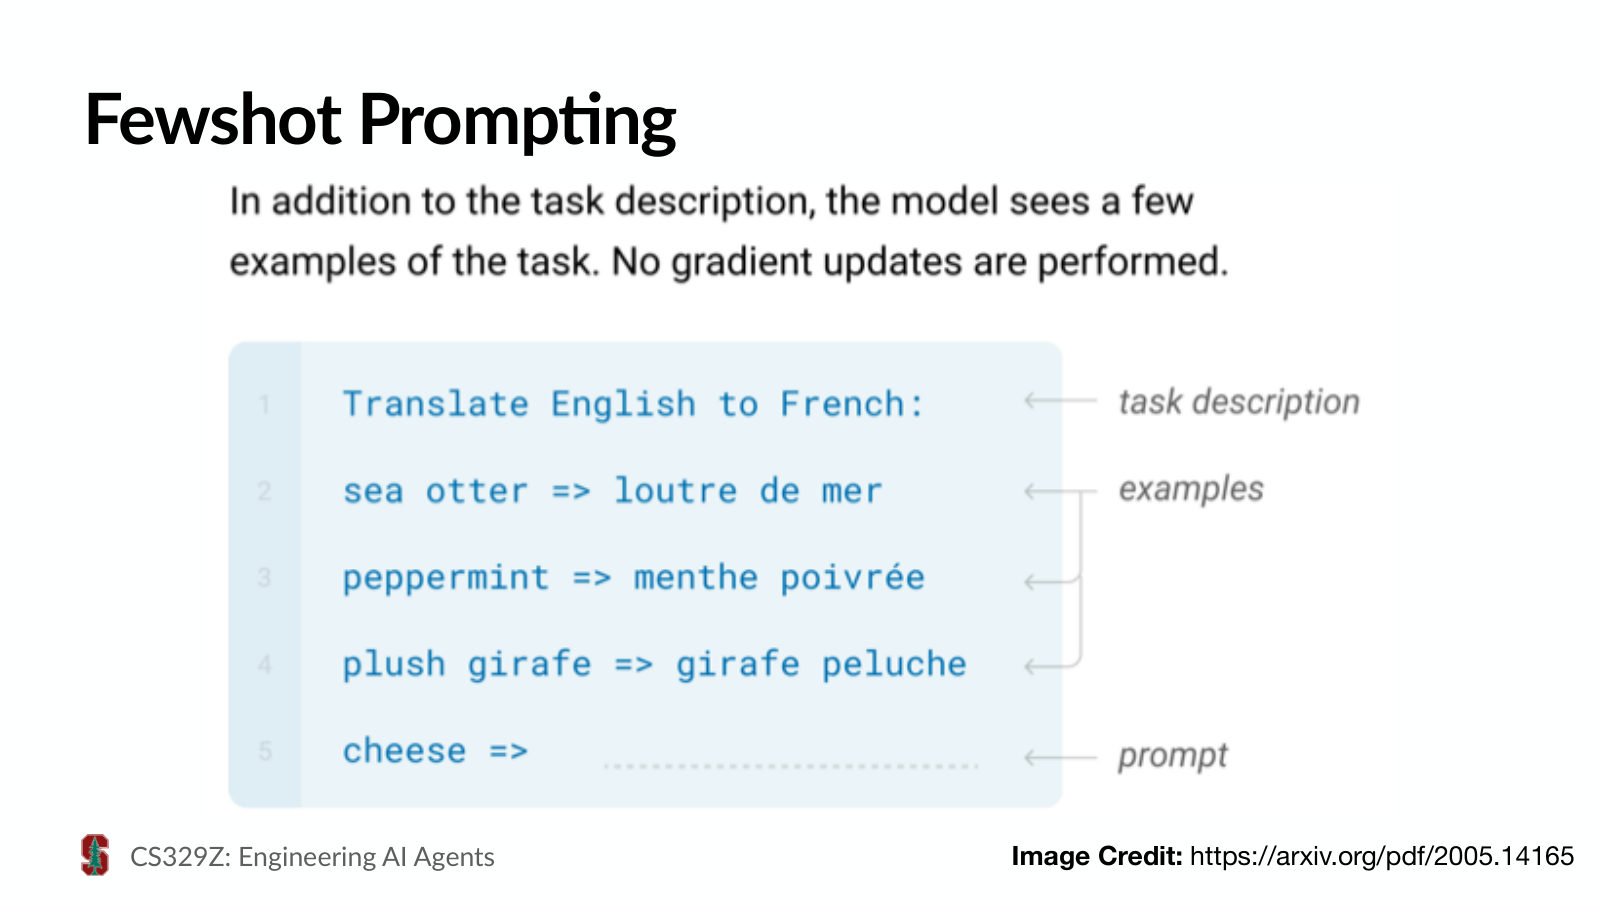 Fewshot Prompting
In addition to the task description, the model sees a few
examples of the task. No gradient updates are performed.
1 Translate English to French: task description
2 sea otter => loutre de mer examples
3 peppermint => menthe poivrée
4 plush girafe => girafe peluche
5 cheese => prompt
CS329Z: Engineering AI Agents
Image Credit: https://arxiv.org/pdf/2005.14165